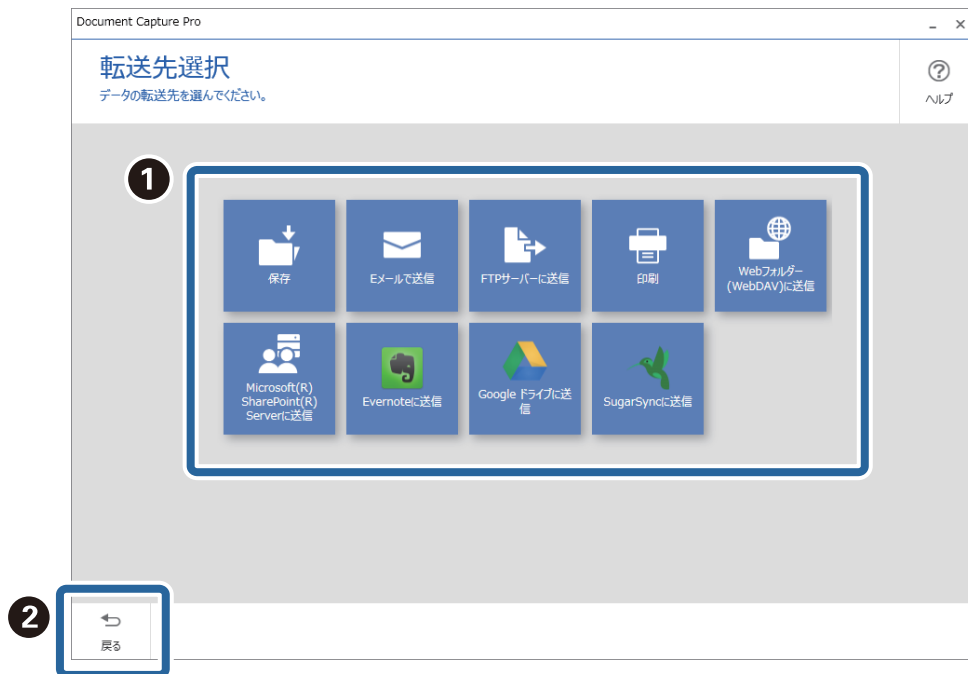 Document Capture Pro
転送先選択
データの転送先を選んでください。
ヘルプ
1
保存
Eメールで送信
FTPサーバーに送信
印刷
Webフォルダー
(WebDAV)に送信
Microsoft(R)
SharePoint(R)
Serverに送信
Evernoteに送信
Google ドライブに送
信
SugarSyncに送信
2
戻る